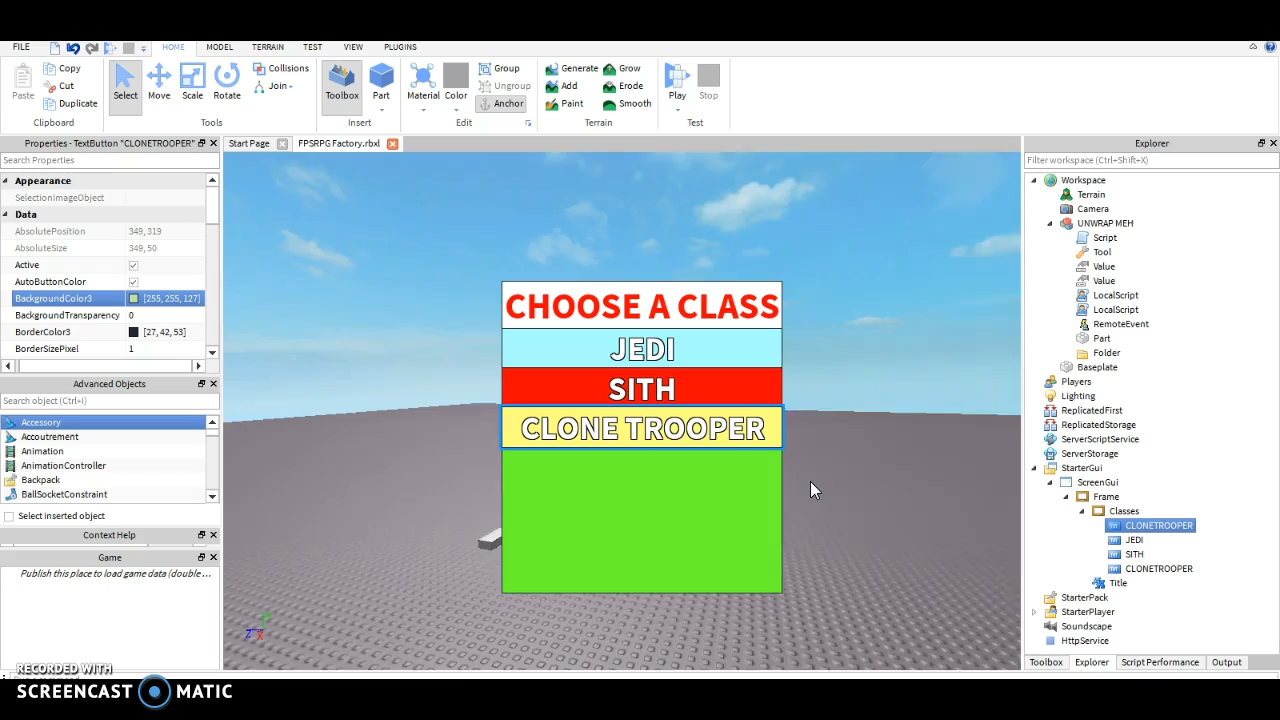 FILE HOME MODEL TERRAIN TEST VIEW PLUGINS
Paste Copy Cut Duplicate Clipboard
Select Move Scale Rotate Collisions Join Tools
Toolbox Part Insert
Material Color Group Ungroup Anchor Edit
Generate Grow Add Erode Paint Smooth Terrain
Play Stop Test
Properties - TextButton "CLONETROOPER"
Search Properties
Appearance
SelectionImageObject
Data
AbsolutePosition 349, 319
AbsoluteSize 349, 50
Active
AutoButtonColor
BackgroundColor3 [255, 255, 127]
BackgroundTransparency 0
BorderColor3 [27, 42, 53]
BorderSizePixel 1
Advanced Objects
Search object (Ctrl+I)
Accessory
Accoutrement
Animation
AnimationController
Backpack
BallSocketConstraint
Select inserted object
Context Help
Game
Publish this place to load game data (double ...
Start Page FPSRPG Factory.rbxl
CHOOSE A CLASS
JEDI
SITH
CLONE TROOPER
Z X
Explorer
Filter workspace (Ctrl+Shift+X)
Workspace
Terrain
Camera
UNWRAP MEH
Script
Tool
Value
Value
LocalScript
LocalScript
RemoteEvent
Part
Folder
Baseplate
Players
Lighting
ReplicatedFirst
ReplicatedStorage
ServerScriptService
ServerStorage
StarterGui
ScreenGui
Frame
Classes
CLONETROOPER
JEDI
SITH
CLONETROOPER
Title
StarterPack
StarterPlayer
Soundscape
HttpService
Toolbox Explorer Script Performance Output
RECORDED WITH
SCREENCAST MATIC